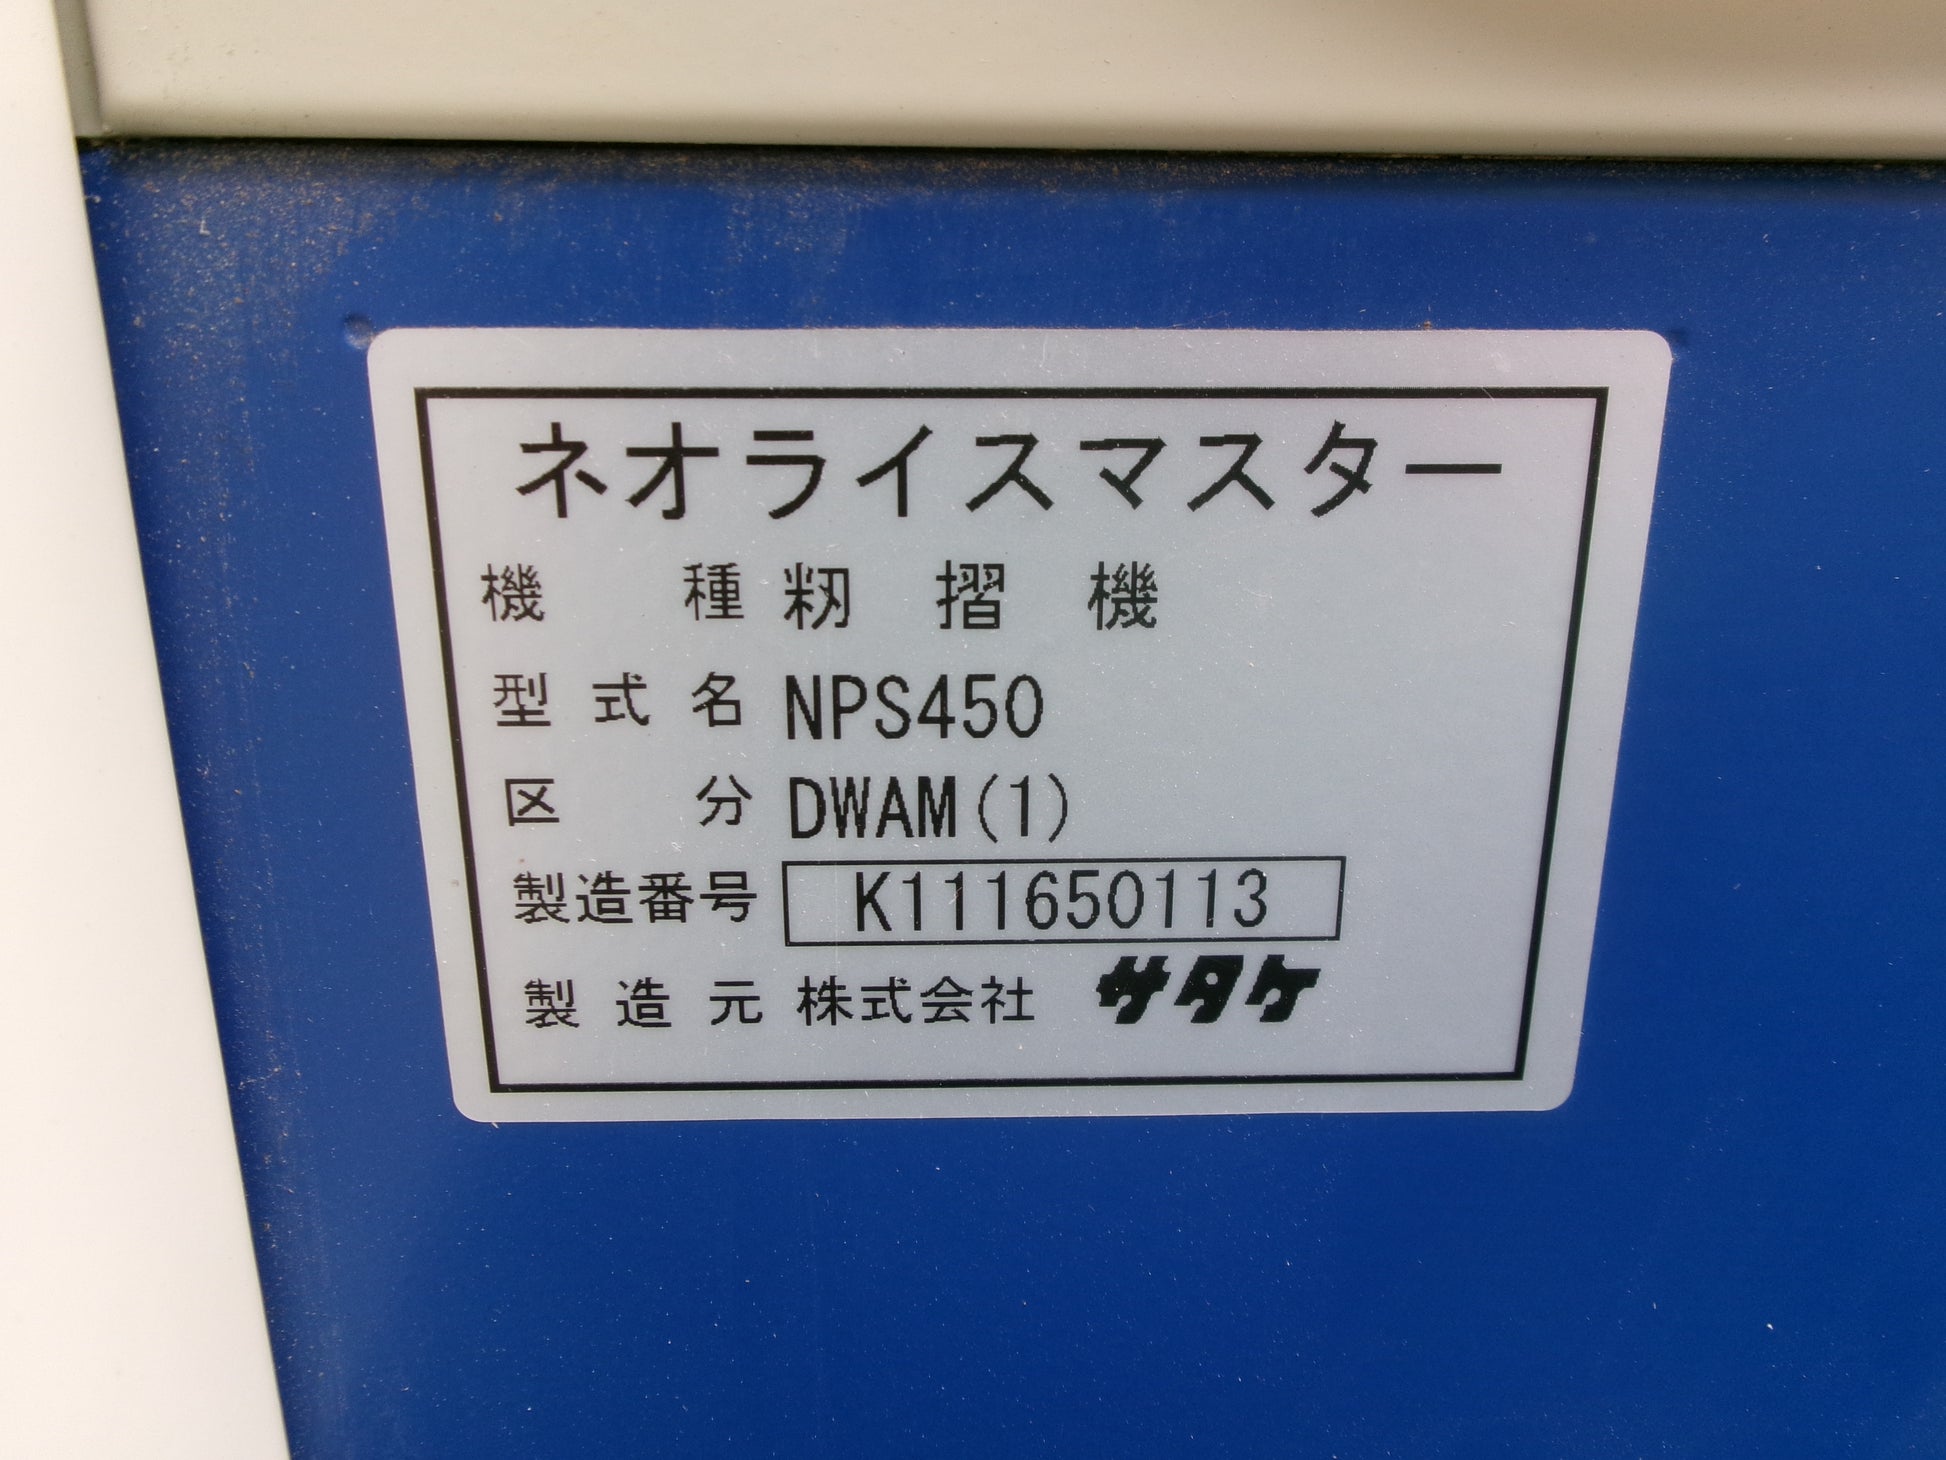 ネオライスマスター
機種 籾摺機
型式名 NPS450
区分 DWAM(1)
製造番号 K111650113
製造元 株式会社 サタケ